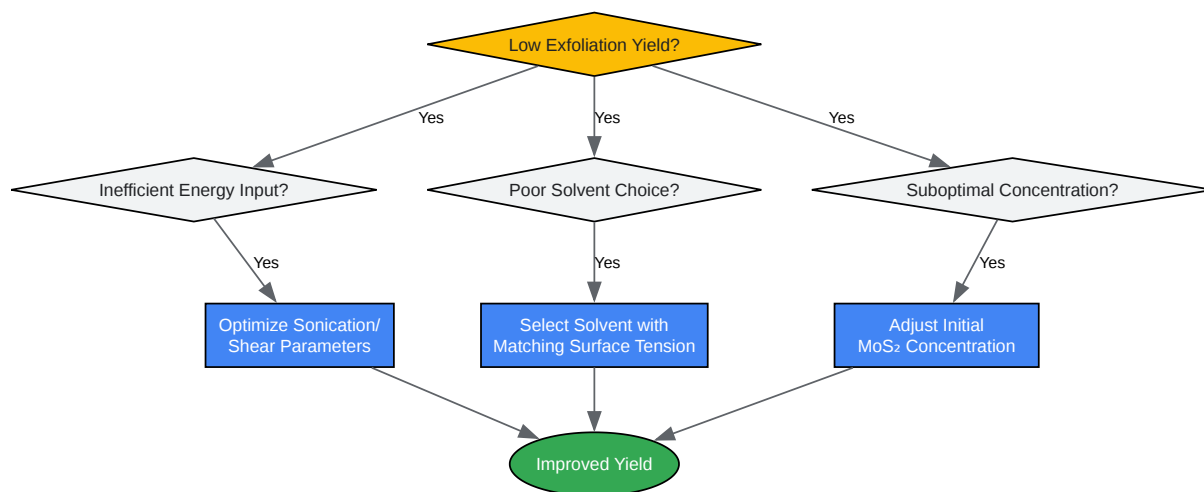 Low Exfoliation Yield?
Yes
Yes
Yes
Inefficient Energy Input?
Poor Solvent Choice?
Suboptimal Concentration?
Yes
Yes
Yes
Optimize Sonication/
Shear Parameters
Select Solvent with
Matching Surface Tension
Adjust Initial
MoS₂ Concentration
Improved Yield